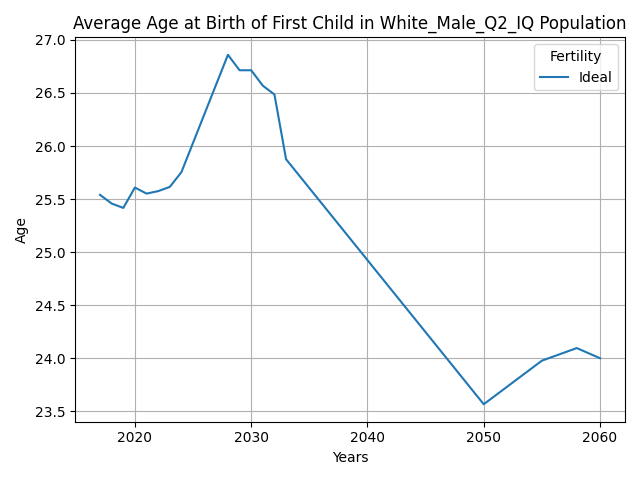 Average Age at Birth of First Child in White_Male_Q2_IQ Population
27.0
26.5
26.0
25.5
25.0
24.5
24.0
23.5
Age
Fertility
Ideal
2020 2030 2040 2050 2060
Years